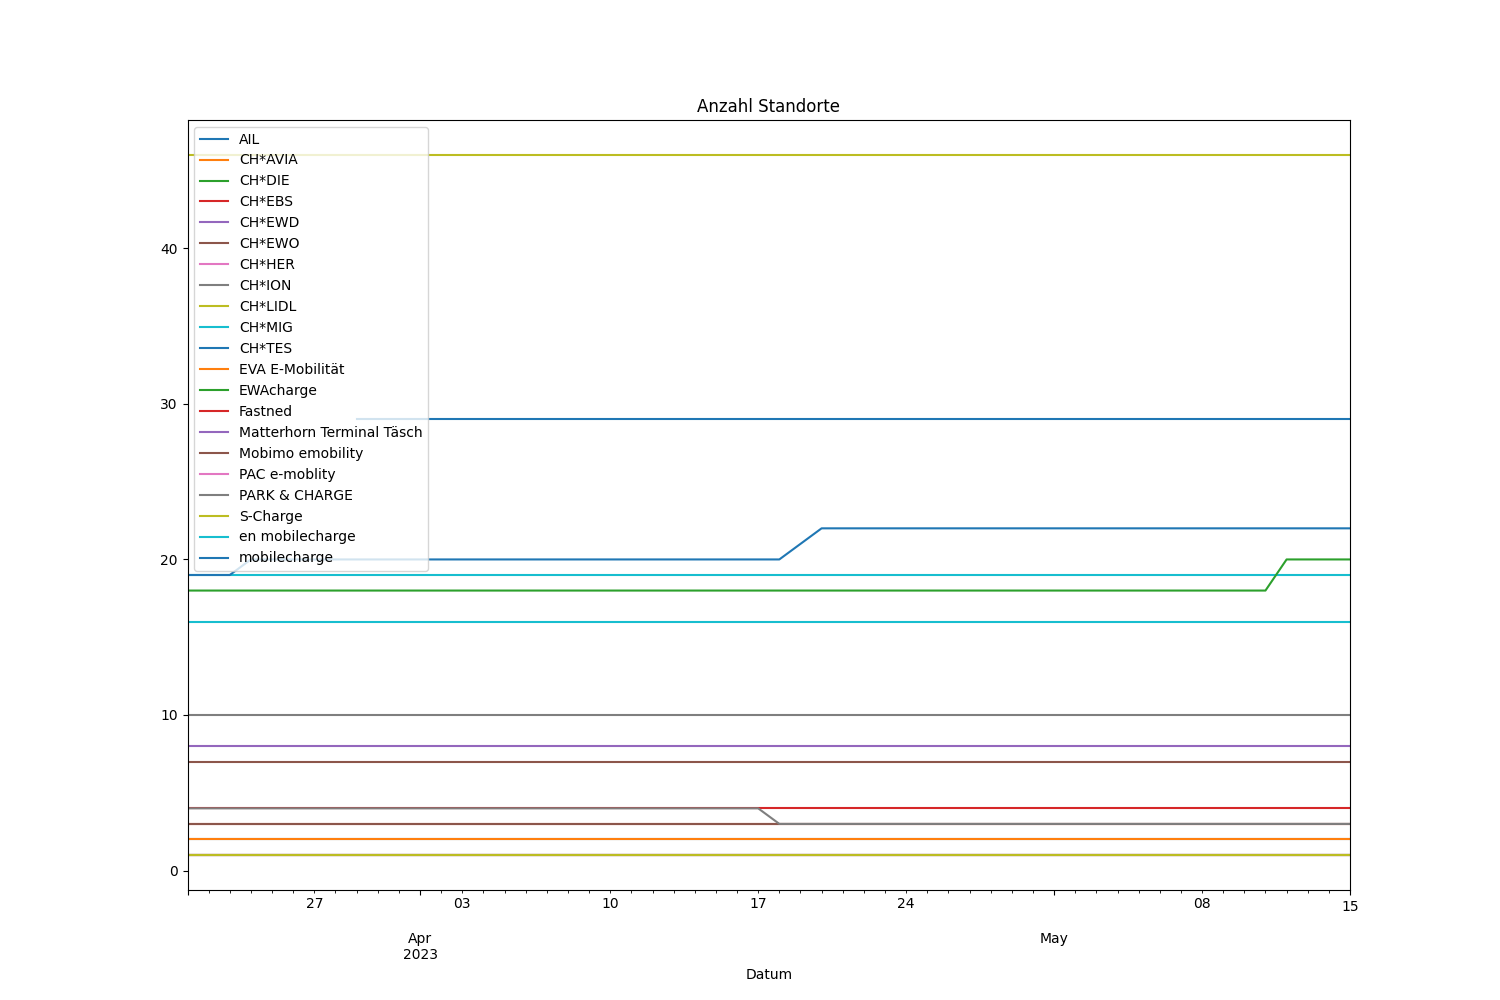 Anzahl Standorte
AIL
CH*AVIA
CH*DIE
CH*EBS
CH*EWD
CH*EWO
CH*HER
CH*ION
CH*LIDL
CH*MIG
CH*TES
EVA E-Mobilität
EWAcharge
Fastned
Matterhorn Terminal Täsch
Mobimo emobility
PAC e-moblity
PARK & CHARGE
S-Charge
en mobilecharge
mobilecharge
40
30
20
10
0
27 03 10 17 24 08 15
Apr May
2023
Datum